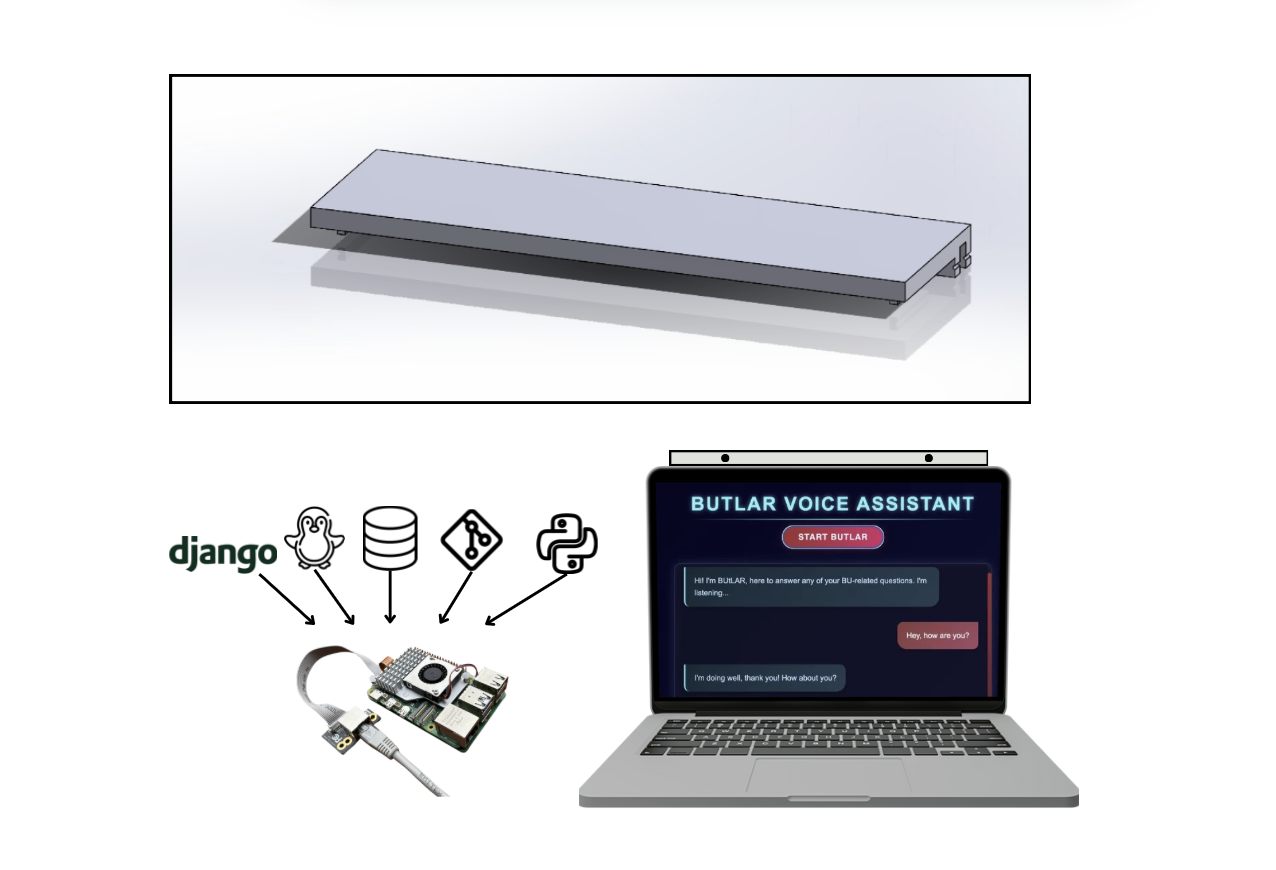 django
BUTLAR VOICE ASSISTANT
START BUTLAR
Hi! I'm BUtLAR, here to answer any of your BU-related questions. I'm
listening...
Hey, how are you?
I'm doing well, thank you! How about you?